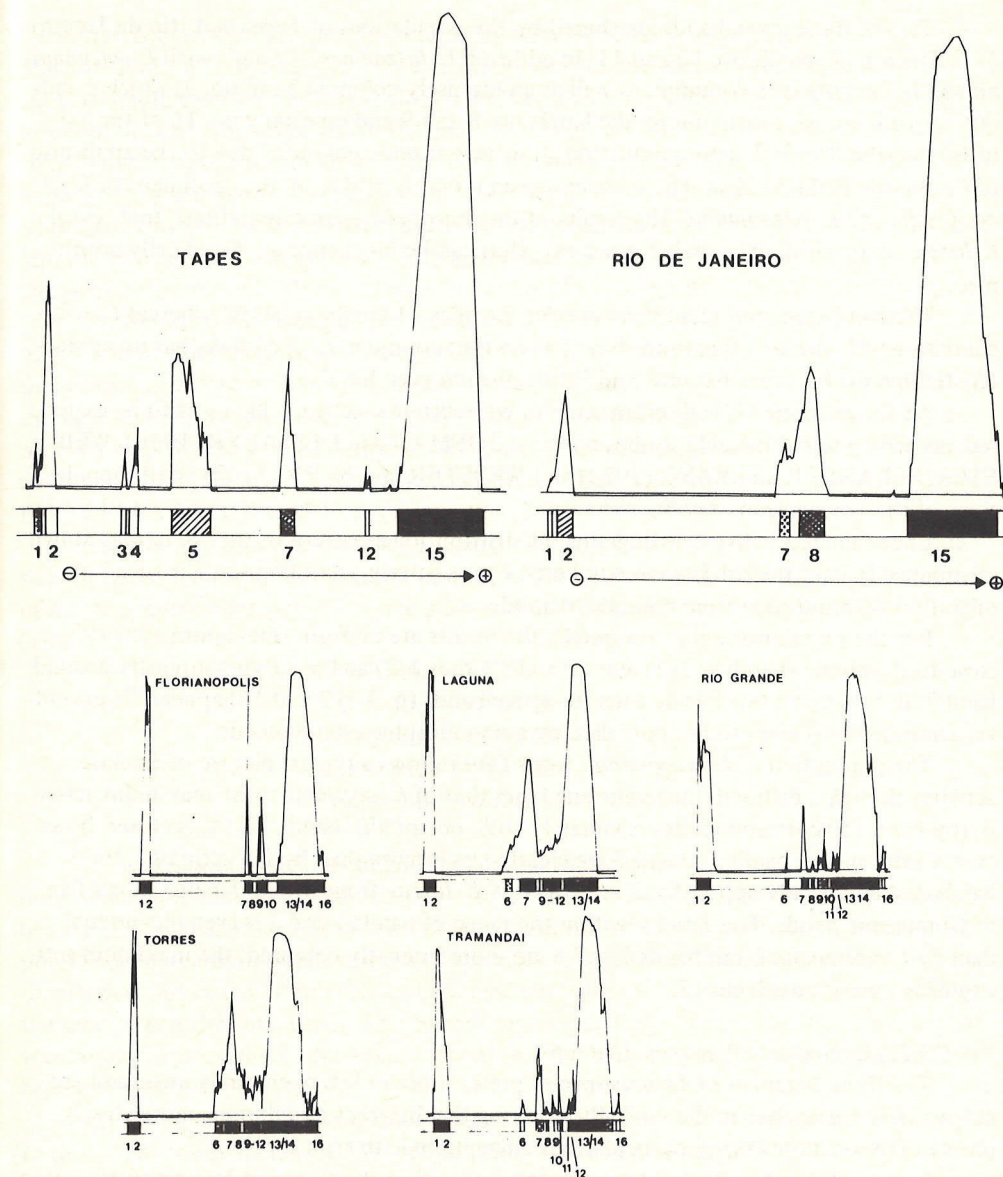 TAPES
RIO DE JANEIRO
1 2 3 4 5 7 12 15
⊖ ⊕
1 2 7 8 15
⊖ ⊕
FLORIANOPOLIS
1 2 7 8 9 10 13/14 16
LAGUNA
1 2 6 7 8 9 - 12 13/14
RIO GRANDE
1 2 6 7 8 9 10 13 14 16
11 12
TORRES
1 2 6 7 8 9-12 13/14 16
TRAMANDAI
1 2 6 7 8 8 9 13/14 16
10 11 12